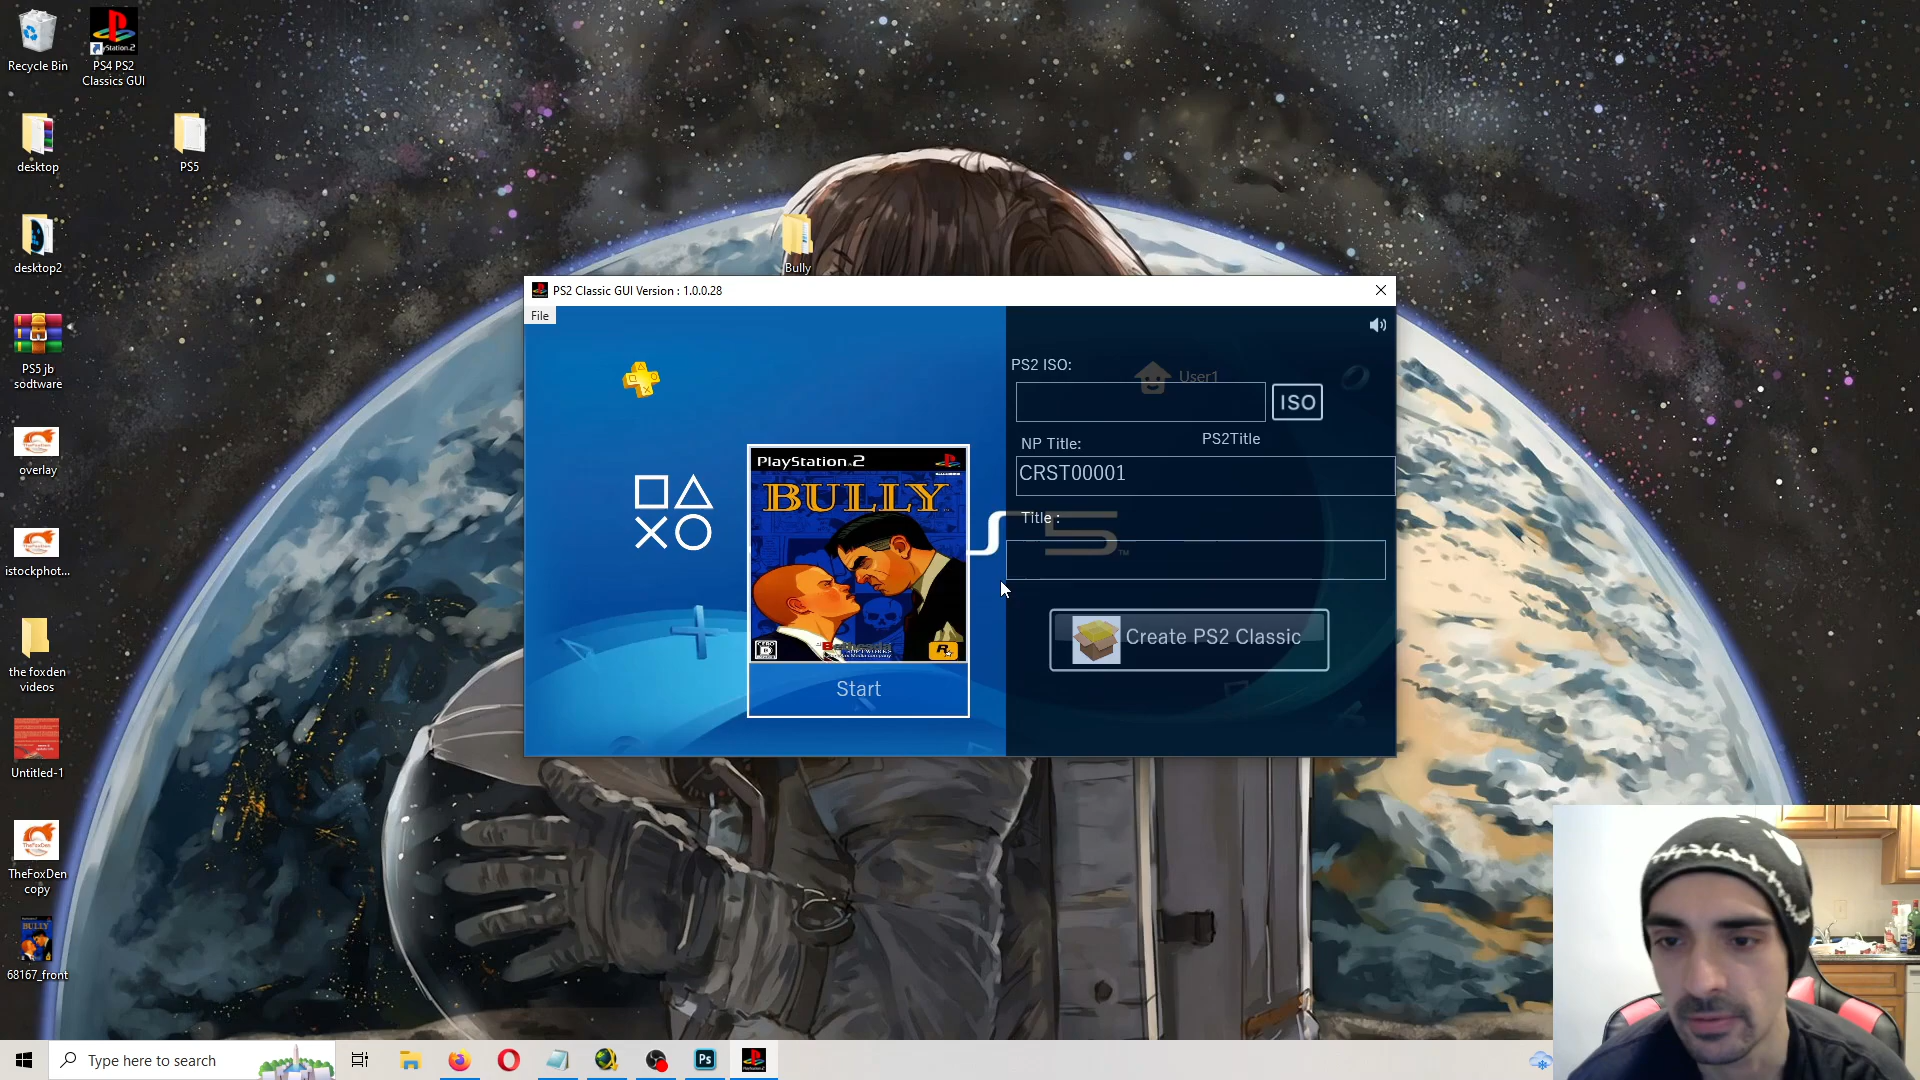 Recycle Bin
PS4 PS2
Classics GUI
desktop
PS5
desktop2
Bully
PS5 jb
sodtware
overlay
istockphot...
the foxden
videos
Untitled-1
TheFoxDen
copy
68167_front
PS2 Classic GUI Version : 1.0.0.28
File
PlayStation 2
BULLY
Start
PS2 ISO:
User1
ISO
NP Title:
PS2Title
CRST00001
Title :
Create PS2 Classic
Type here to search
Ps